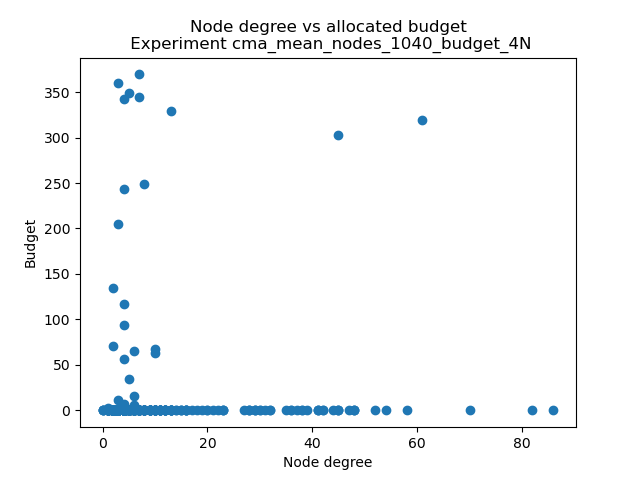 Node degree vs allocated budget
Experiment cma_mean_nodes_1040_budget_4N
350
300
250
200
150
100
50
0
Budget
0 20 40 60 80
Node degree